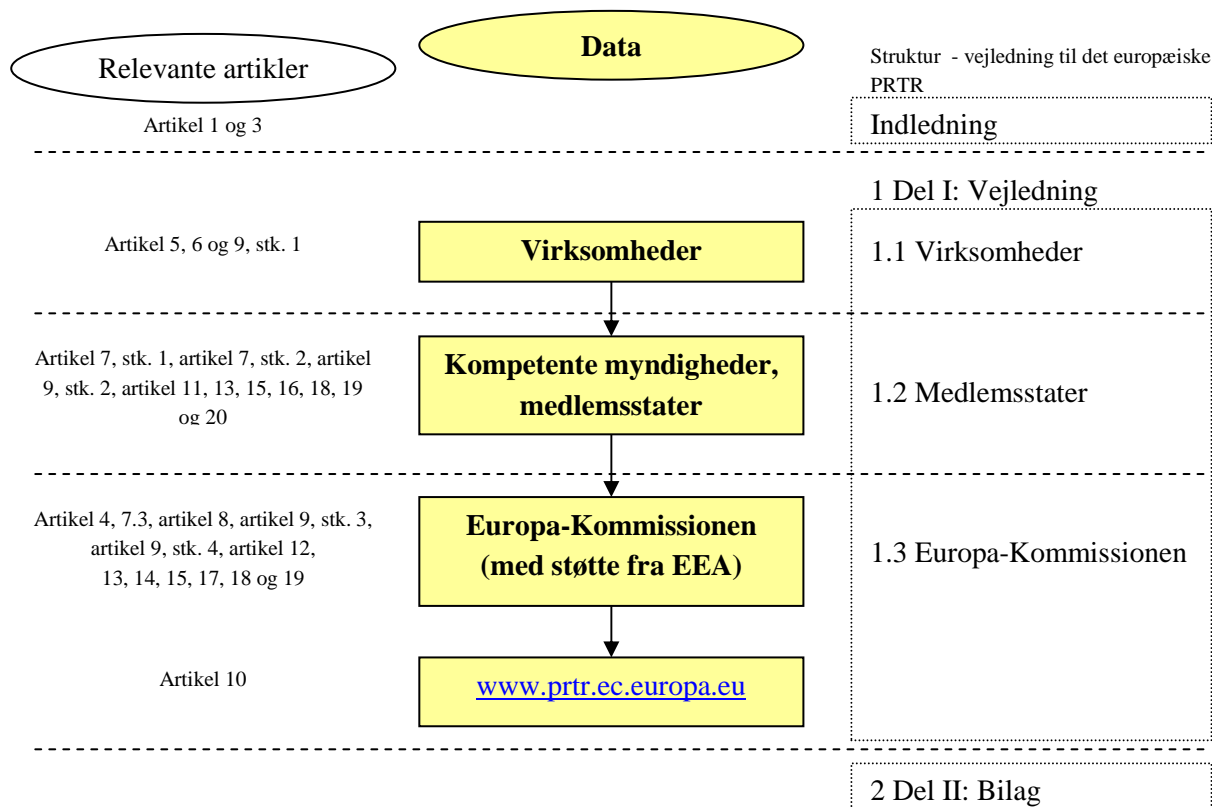 Relevante artikler
Data
Struktur - vejledning til det europæiske
PRTR
Artikel 1 og 3
Indledning
1 Del I: Vejledning
Artikel 5, 6 og 9, stk. 1
Virksomheder
1.1 Virksomheder
Artikel 7, stk. 1, artikel 7, stk. 2, artikel
9, stk. 2, artikel 11, 13, 15, 16, 18, 19
og 20
Kompetente myndigheder,
medlemsstater
1.2 Medlemsstater
Artikel 4, 7.3, artikel 8, artikel 9, stk. 3,
artikel 9, stk. 4, artikel 12,
13, 14, 15, 17, 18 og 19
Europa-Kommissionen
(med støtte fra EEA)
1.3 Europa-Kommissionen
Artikel 10
www.prtr.ec.europa.eu
2 Del II: Bilag